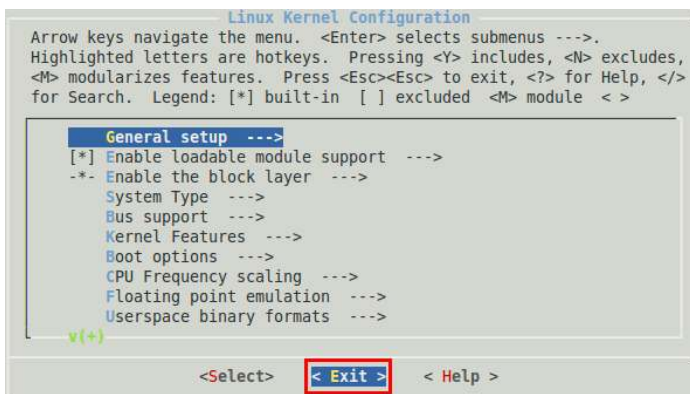 Linux Kernel Configuration
Arrow keys navigate the menu.  <Enter> selects submenus --->.
Highlighted letters are hotkeys.  Pressing <Y> includes, <N> excludes,
<M> modularizes features.  Press <Esc><Esc> to exit, <?> for Help, </>
for Search.  Legend: [*] built-in  [ ] excluded  <M> module  < >
General setup  --->
[*] Enable loadable module support  --->
-*- Enable the block layer  --->
System Type  --->
Bus support  --->
Kernel Features  --->
Boot options  --->
CPU Frequency scaling  --->
Floating point emulation  --->
Userspace binary formats  --->
v(+)
<Select>    < Exit >    < Help >